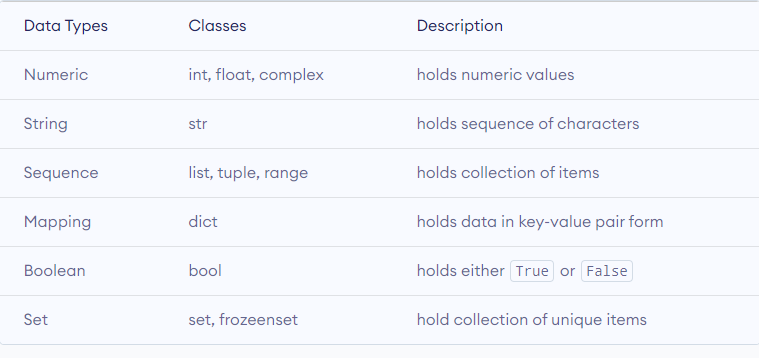 Data Types Classes Description
Numeric int, float, complex holds numeric values
String str holds sequence of characters
Sequence list, tuple, range holds collection of items
Mapping dict holds data in key-value pair form
Boolean bool holds either True or False
Set set, frozeenset hold collection of unique items